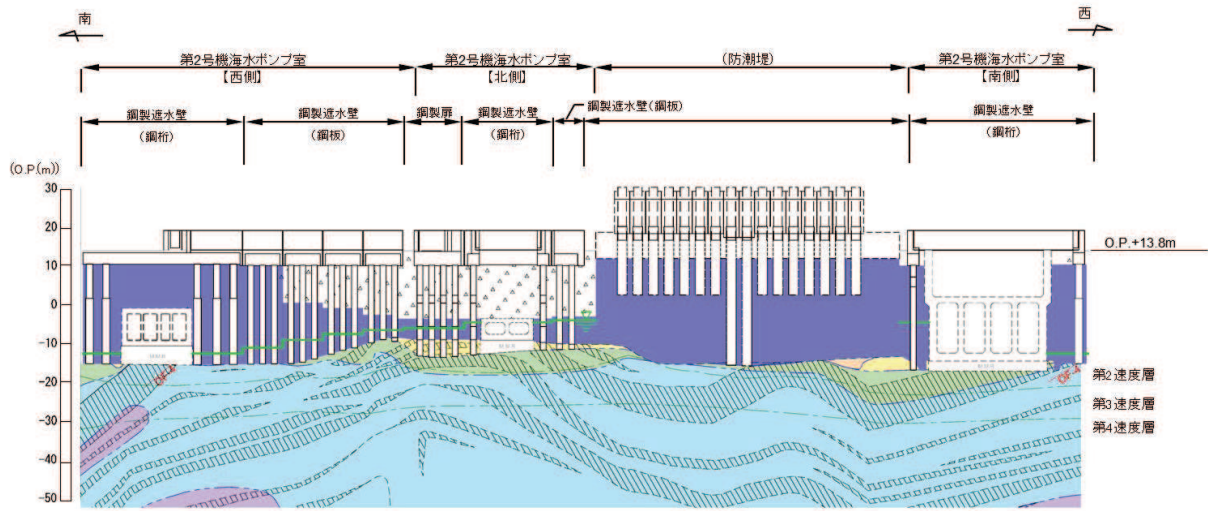 南
西
第2号機海水ポンプ室
【西側】
第2号機海水ポンプ室
【北側】
(防潮堤)
第2号機海水ポンプ室
【南側】
鋼製遮水壁
(鋼桁)
鋼製遮水壁
(鋼板)
鋼製扉
鋼製遮水壁
(鋼桁)
鋼製遮水壁(鋼板)
鋼製遮水壁
(鋼桁)
(O.P.(m))
30
20
10
0
-10
-20
-30
-40
-50
O.P.+13.8m
OF-4
OF-4
第2速度層
第3速度層
第4速度層